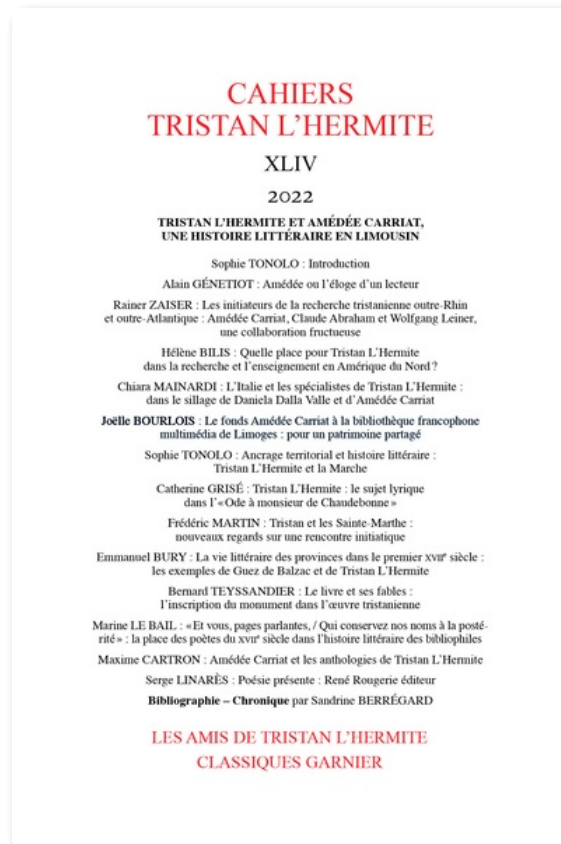 CAHIERS
TRISTAN L’HERMITE
XLIV
2022
TRISTAN L’HERMITE ET AMÉDÉE CARRIAT,
UNE HISTOIRE LITTÉRAIRE EN LIMOUSIN
Sophie TONOLO : Introduction
Alain GÉNETIOT : Amédée ou l’éloge d’un lecteur
Rainer ZAISER : Les initiateurs de la recherche tristanienne outre-Rhin
et outre-Atlantique : Amédée Carriat, Claude Abraham et Wolfgang Leiner,
une collaboration fructueuse
Hélène BILIS : Quelle place pour Tristan L’Hermite
dans la recherche et l’enseignement en Amérique du Nord ?
Chiara MAINARDI : L’Italie et les spécialistes de Tristan L’Hermite :
dans le sillage de Daniela Dalla Valle et d’Amédée Carriat
Joëlle BOURLOIS : Le fonds Amédée Carriat à la bibliothèque francophone
multimédia de Limoges : pour un patrimoine partagé
Sophie TONOLO : Ancrage territorial et histoire littéraire :
Tristan L’Hermite et la Marche
Catherine GRISÉ : Tristan L’Hermite : le sujet lyrique
dans l’« Ode à monsieur de Chaudebonne »
Frédéric MARTIN : Tristan et les Sainte-Marthe :
nouveaux regards sur une rencontre initiatique
Emmanuel BURY : La vie littéraire des provinces dans le premier XVIIᵉ siècle :
les exemples de Guez de Balzac et de Tristan L’Hermite
Bernard TEYSSANDIER : Le livre et ses fables :
l’inscription du monument dans l’œuvre tristanienne
Marine LE BAIL : « Et vous, pages parlantes, / Qui conservez nos noms à la posté-
rité » : la place des poètes du XVIIᵉ siècle dans l’histoire littéraire des bibliophiles
Maxime CARTRON : Amédée Carriat et les anthologies de Tristan L’Hermite
Serge LINARÈS : Poésie présente : René Rougerie éditeur
Bibliographie – Chronique par Sandrine BERRÉGARD
LES AMIS DE TRISTAN L’HERMITE
CLASSIQUES GARNIER